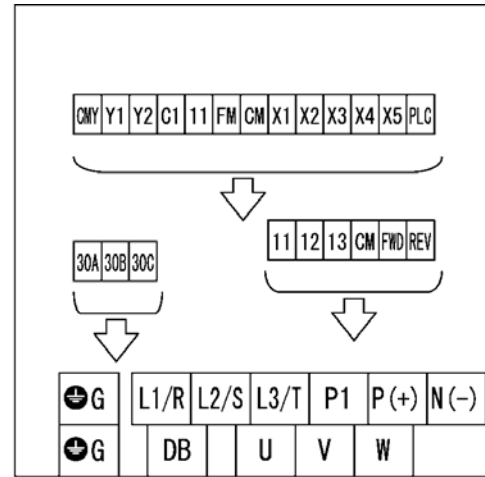 CMY Y1 Y2 C1 11 FM CM X1 X2 X3 X4 X5 PLC
11 12 13 CM FWD REV
30A 30B 30C
G L1/R L2/S L3/T P1 P(+) N(-)
G DB U V W